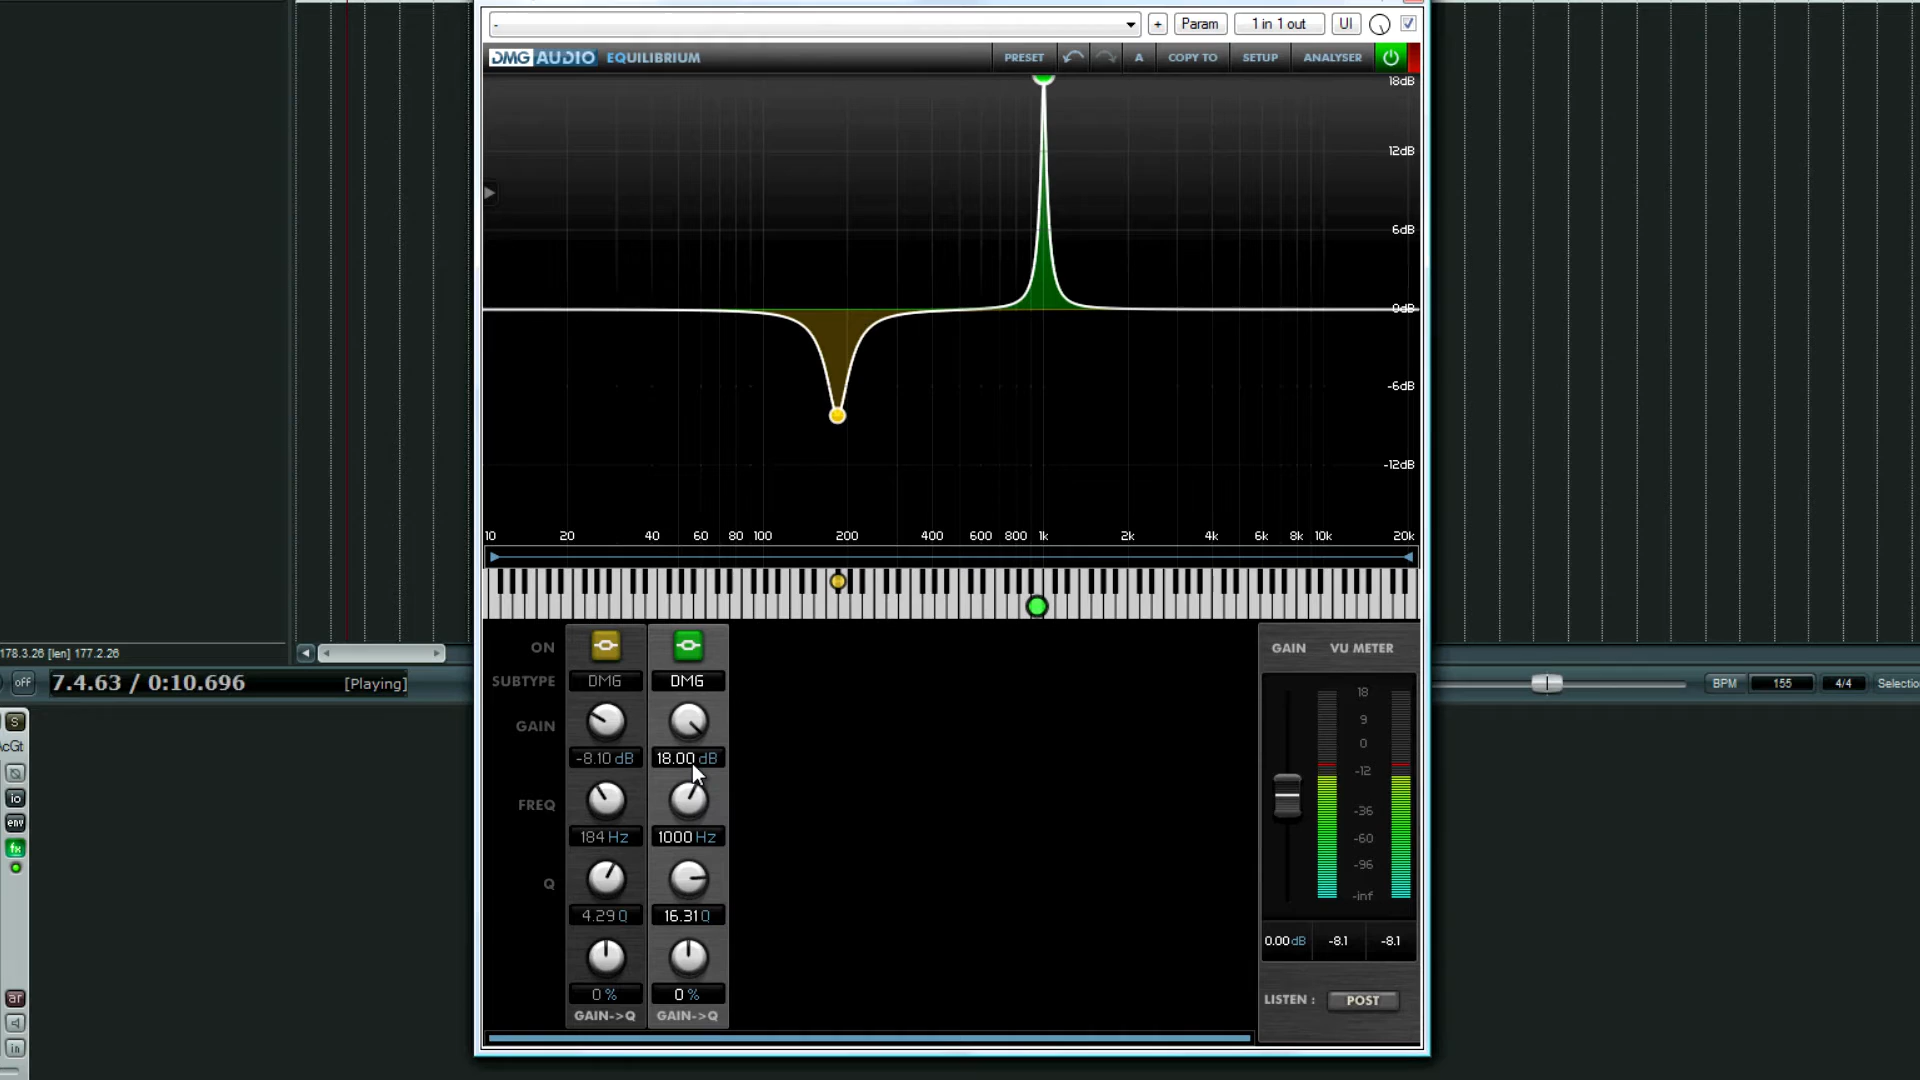 -
+
Param
1 in 1 out
UI
DMG AUDIO EQUILIBRIUM
PRESET
A
COPY TO
SETUP
ANALYSER
18dB
12dB
6dB
0dB
-6dB
-12dB
10 20 40 60 80 100 200 400 600 800 1k 2k 4k 6k 8k 10k 20k
ON
SUBTYPE DMG DMG
GAIN
-8.10 dB 18.00 dB
FREQ
184 Hz 1000 Hz
Q
4.29 Q 16.31 Q
0 % 0 %
GAIN->Q GAIN->Q
GAIN VU METER
18
9
0
-12
-36
-60
-96
-inf
0.00 dB -8.1 -8.1
LISTEN : POST
178.3.26 [len] 177.2.26
off 7.4.63 / 0:10.696 [Playing]
BPM 155 4/4 Selectio
S
AcGt
io
env
fx
ar
in